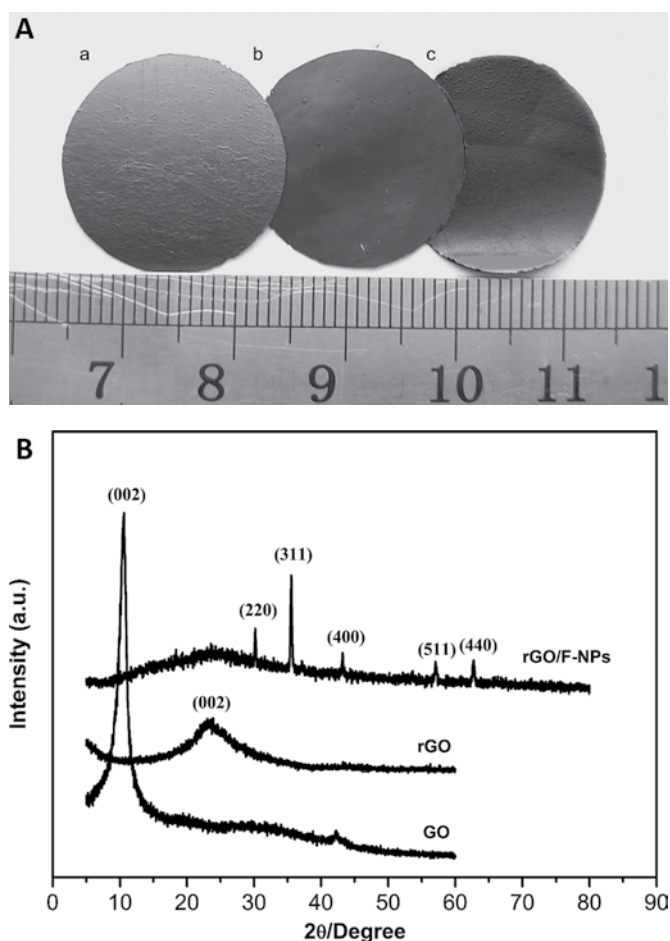 A
a b c
7 8 9 10 11 1
B
(002)
(311)
(220)
(400)
(511) (440)
rGO/F-NPs
(002)
rGO
GO
Intensity (a.u.)
0 10 20 30 40 50 60 70 80 90
2θ/Degree